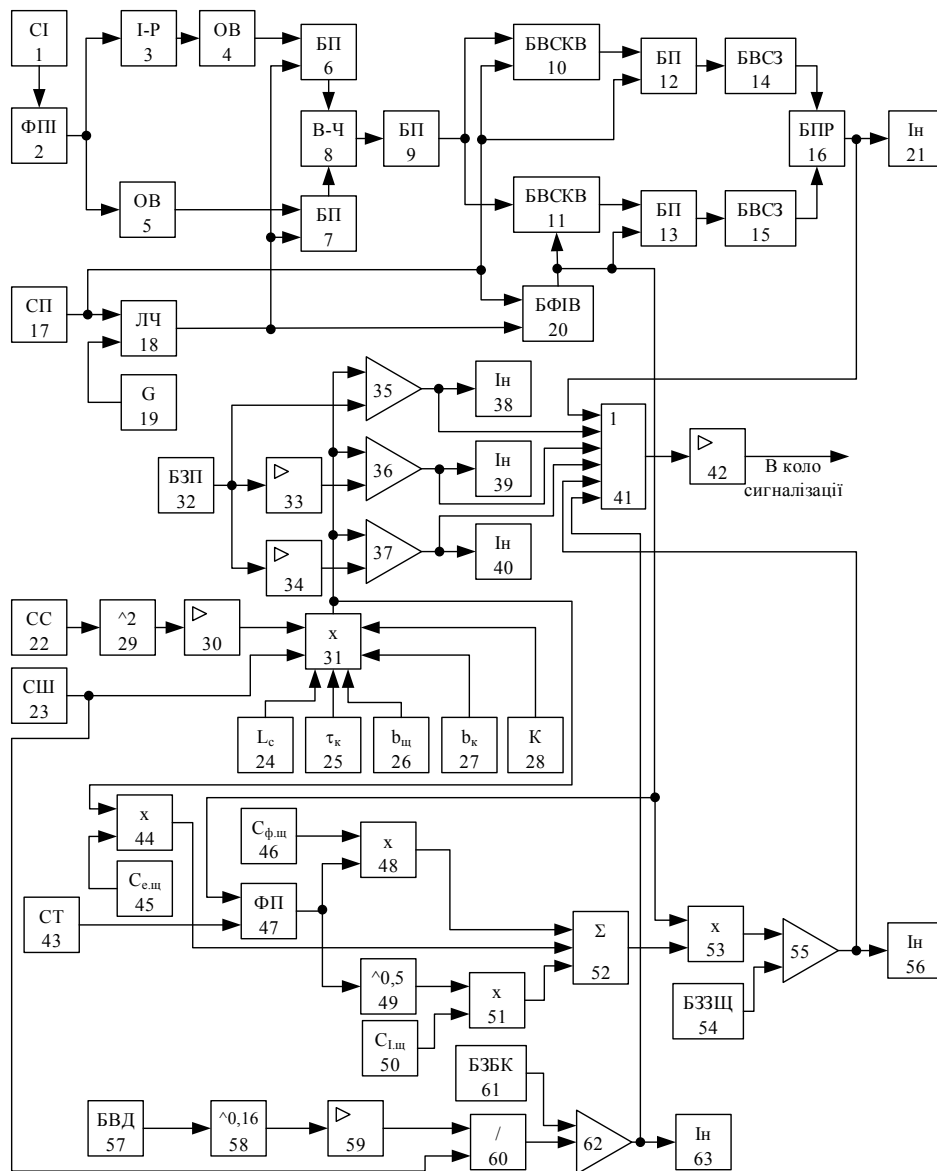 СІ
1
І-Р
3
ОВ
4
БП
6
БВСКВ
10
БП
12
БВСЗ
14
ФПІ
2
В-Ч
8
БП
9
БПР
16
Ін
21
ОВ
5
БП
7
БВСКВ
11
БП
13
БВСЗ
15
СП
17
ЛЧ
18
БФІВ
20
G
19
35
Ін
38
1
41
42
В коло
сигналізації
БЗП
32
33
36
Ін
39
34
37
Ін
40
СС
22
^2
29
30
x
31
СШ
23
Lс
24
τк
25
bщ
26
bк
27
К
28
x
44
Cф.щ
46
x
48
Cе.щ
45
СТ
43
ФП
47
Σ
52
x
53
55
Ін
56
^0,5
49
x
51
БЗЗЩ
54
CІ.щ
50
БЗБК
61
БВД
57
^0,16
58
59
/
60
62
Ін
63